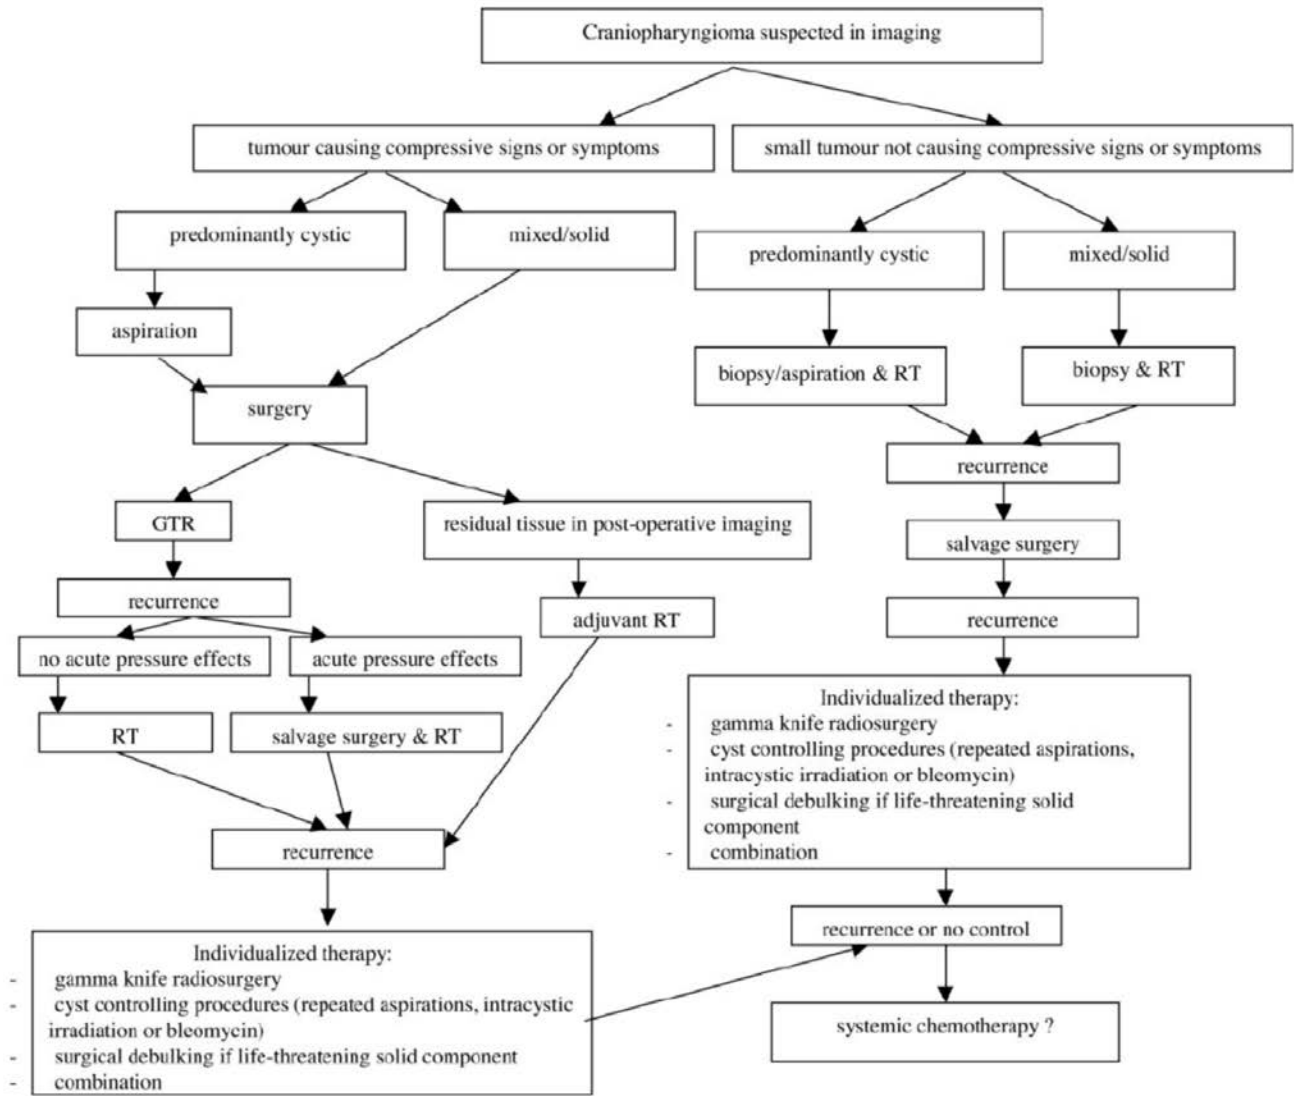 Craniopharyngioma suspected in imaging
tumour causing compressive signs or symptoms
small tumour not causing compressive signs or symptoms
predominantly cystic
mixed/solid
predominantly cystic
mixed/solid
aspiration
biopsy/aspiration & RT
biopsy & RT
surgery
recurrence
GTR
residual tissue in post-operative imaging
salvage surgery
recurrence
adjuvant RT
recurrence
no acute pressure effects
acute pressure effects
RT
salvage surgery & RT
Individualized therapy:
- gamma knife radiosurgery
- cyst controlling procedures (repeated aspirations,
intracystic irradiation or bleomycin)
- surgical debulking if life-threatening solid
component
- combination
recurrence
recurrence or no control
Individualized therapy:
- gamma knife radiosurgery
- cyst controlling procedures (repeated aspirations, intracystic
irradiation or bleomycin)
- surgical debulking if life-threatening solid component
- combination
systemic chemotherapy ?